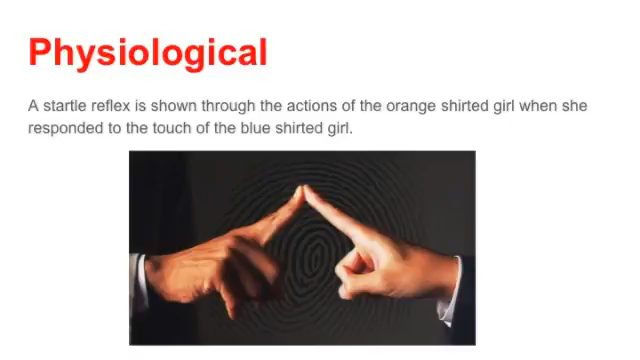 Physiological
A startle reflex is shown through the actions of the orange shirted girl when she
responded to the touch of the blue shirted girl.